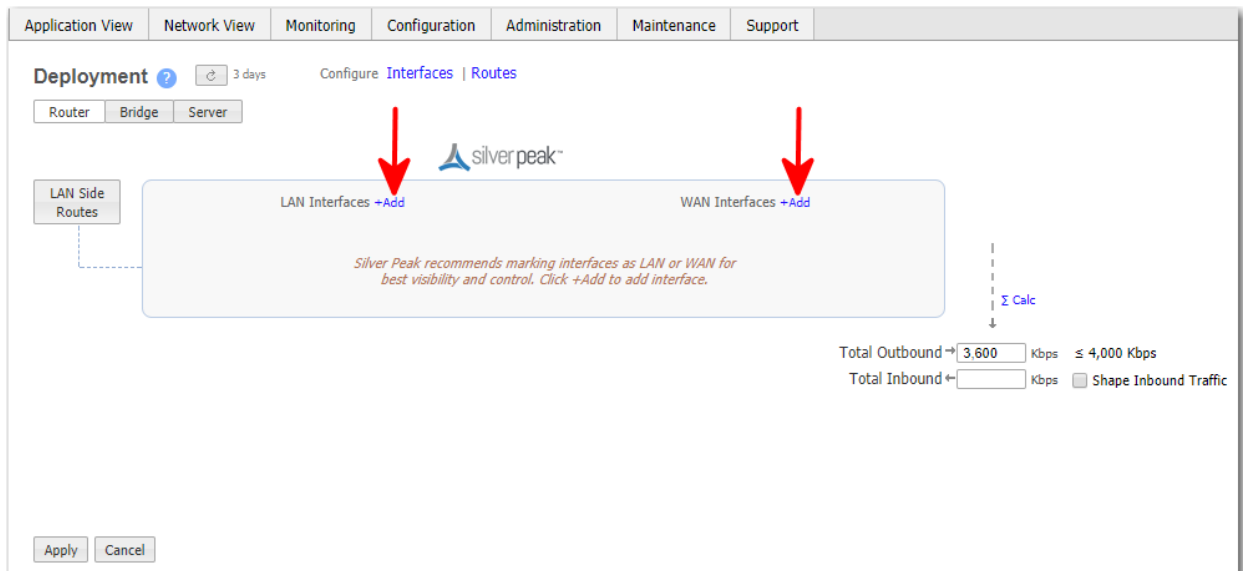 Application View Network View Monitoring Configuration Administration Maintenance Support
Deployment ? 3 days Configure Interfaces | Routes
Router Bridge Server
silver peak™
LAN Side
Routes
LAN Interfaces +Add WAN Interfaces +Add
Silver Peak recommends marking interfaces as LAN or WAN for
best visibility and control. Click +Add to add interface.
Σ Calc
Total Outbound 3,600 Kbps ≤ 4,000 Kbps
Total Inbound Kbps Shape Inbound Traffic
Apply Cancel